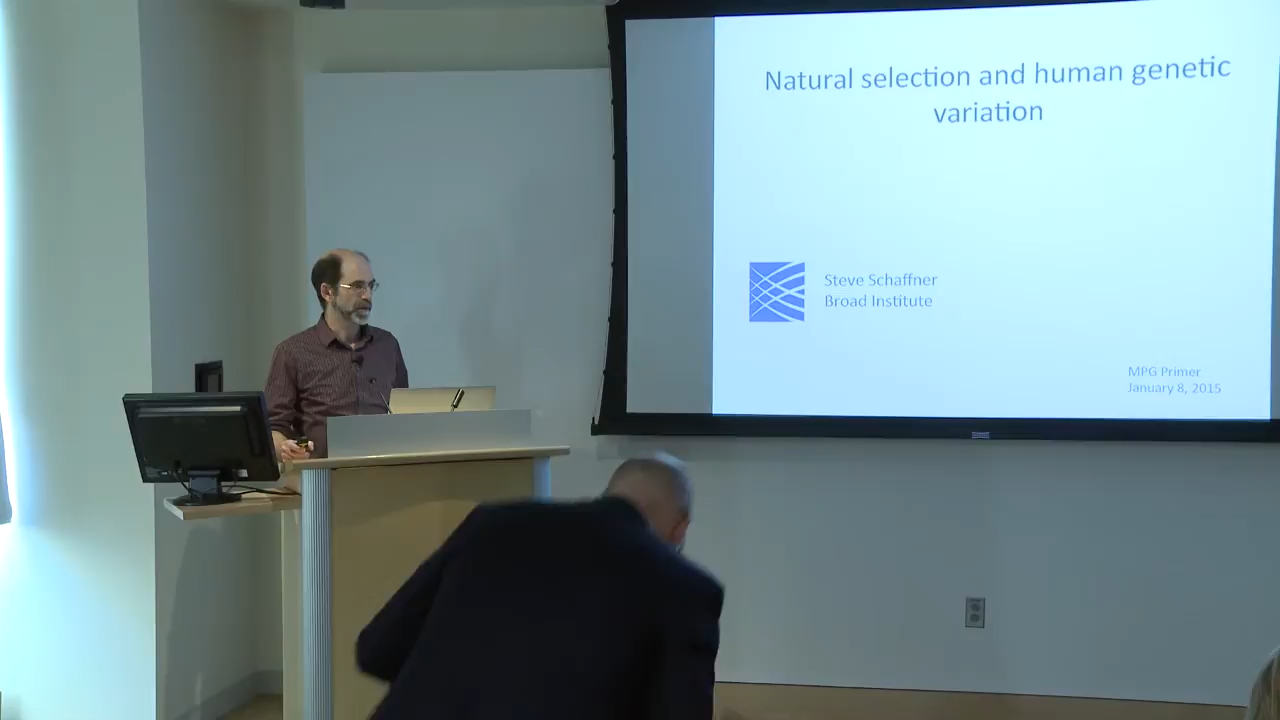 Natural selection and human genetic
variation
Steve Schaffner
Broad Institute
MPG Primer
January 8, 2015